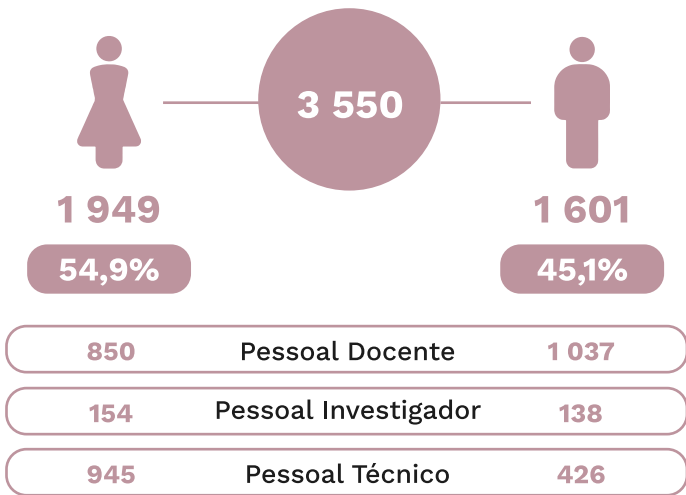 3 550
1 949
1 601
54,9%
45,1%
850 Pessoal Docente 1 037
154 Pessoal Investigador 138
945 Pessoal Técnico 426